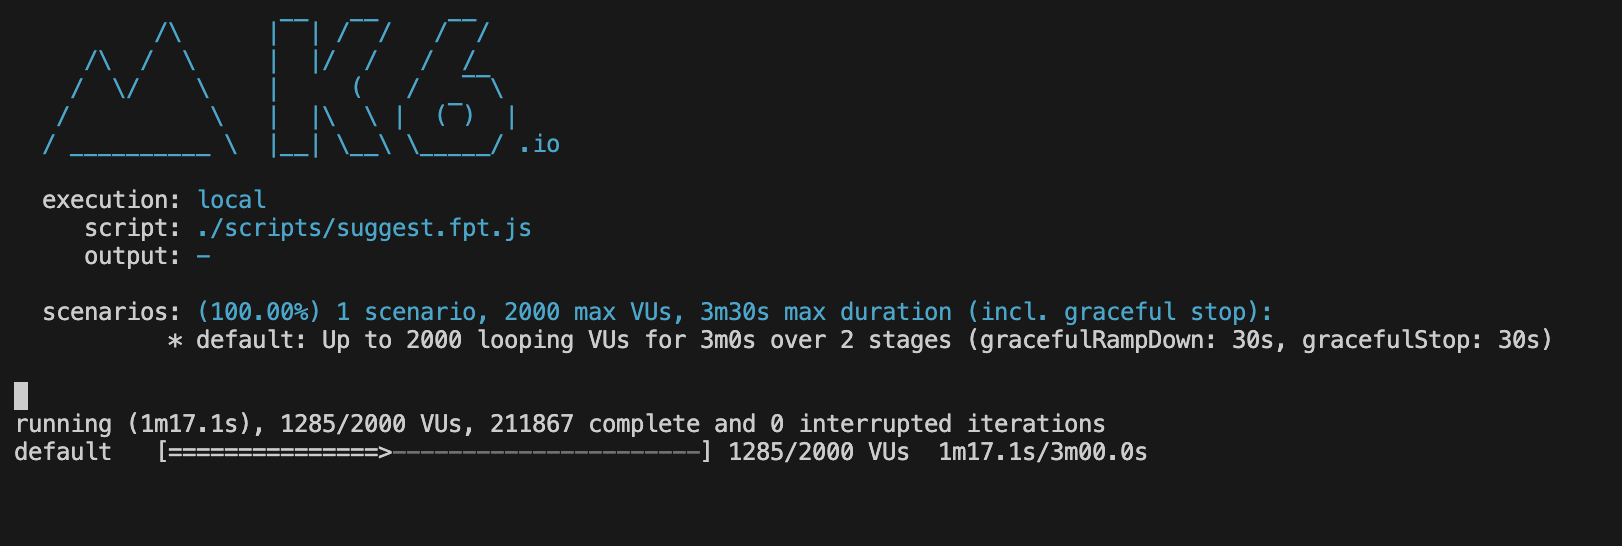 K6.io
execution: local
script: ./scripts/suggest.fpt.js
output: -
scenarios: (100.00%) 1 scenario, 2000 max VUs, 3m30s max duration (incl. graceful stop):
* default: Up to 2000 looping VUs for 3m0s over 2 stages (gracefulRampDown: 30s, gracefulStop: 30s)
running (1m17.1s), 1285/2000 VUs, 211867 complete and 0 interrupted iterations
default [===============>----------------------] 1285/2000 VUs 1m17.1s/3m00.0s